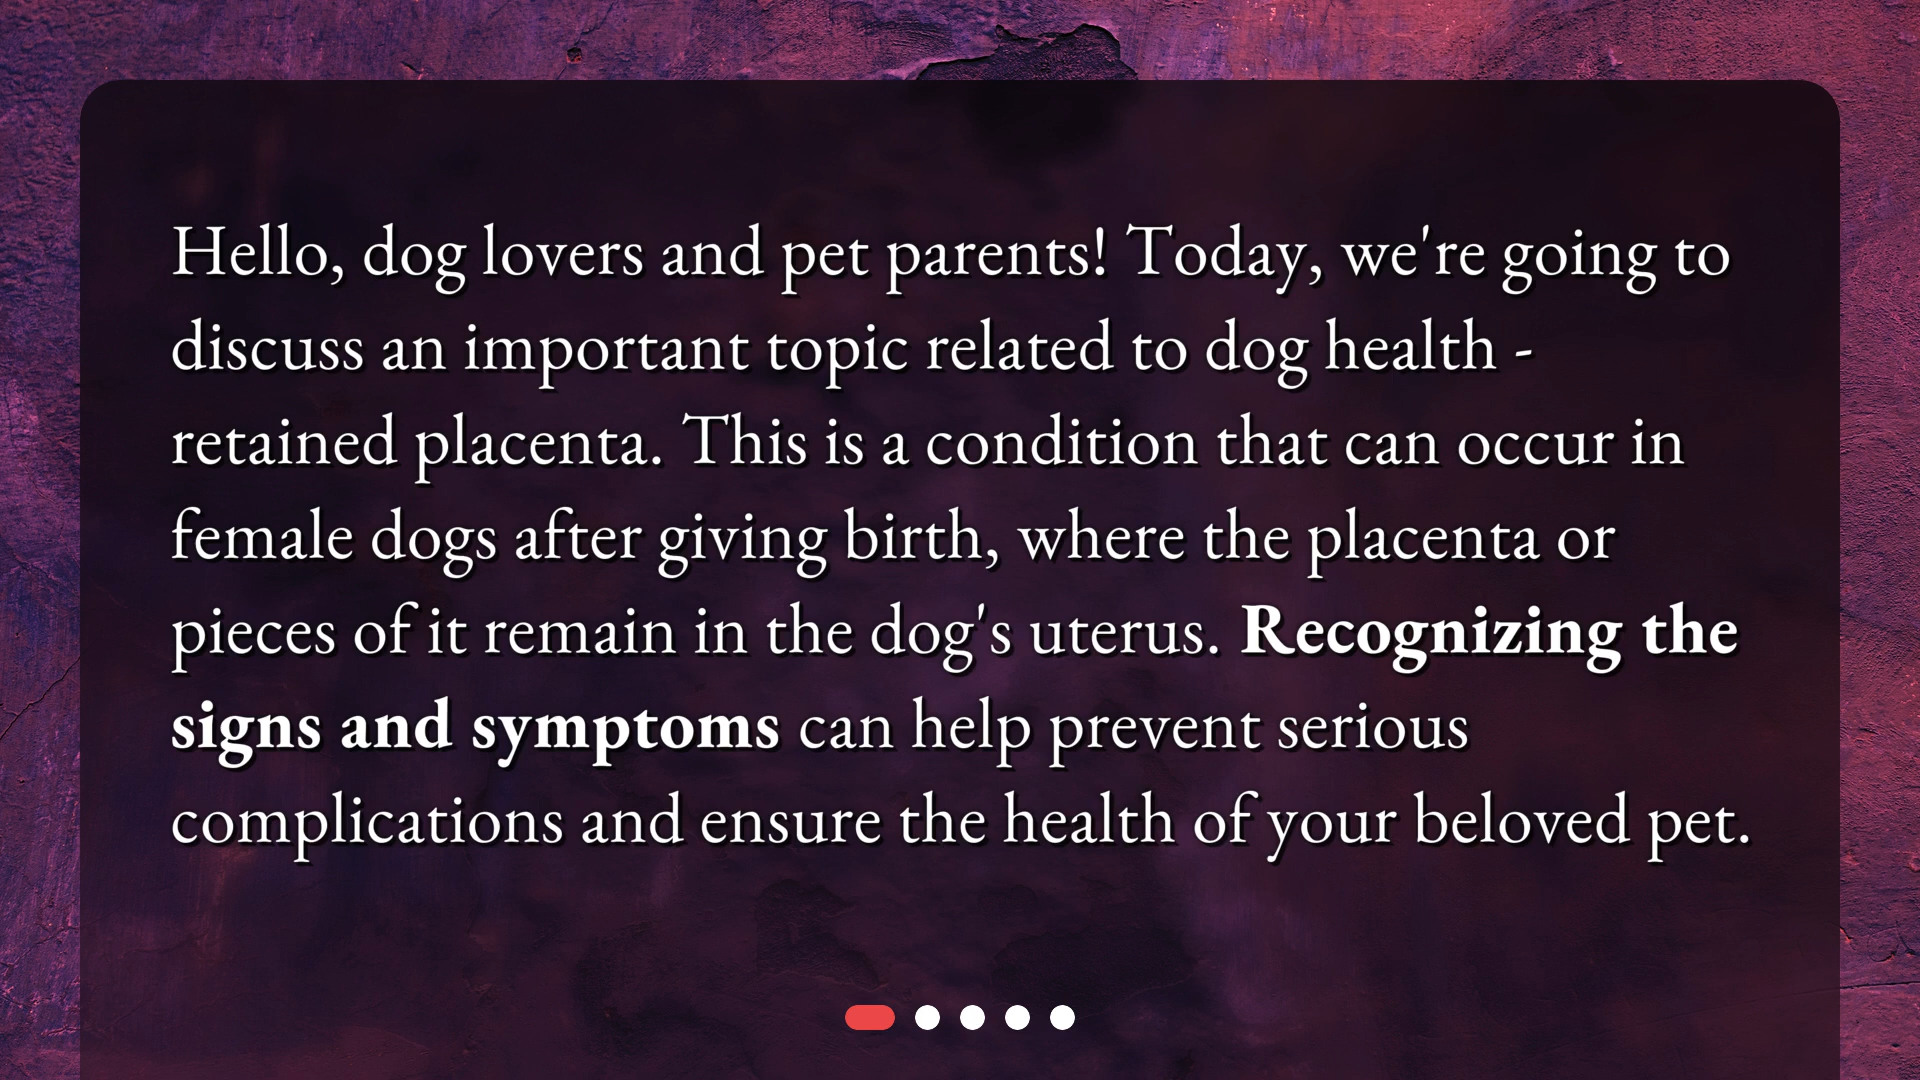 Hello, dog lovers and pet parents! Today, we're going to
discuss an important topic related to dog health -
retained placenta. This is a condition that can occur in
female dogs after giving birth, where the placenta or
pieces of it remain in the dog's uterus. Recognizing the
signs and symptoms can help prevent serious
complications and ensure the health of your beloved pet.